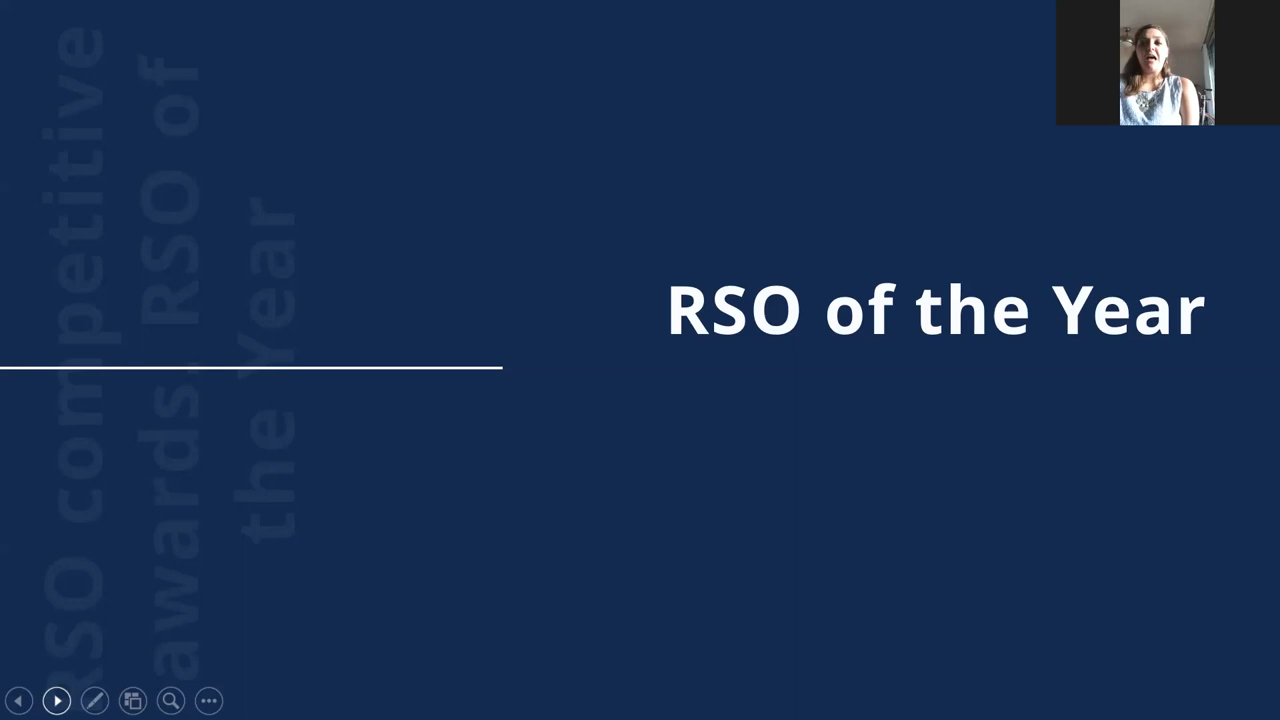 RSO competitive
awards, RSO of
the Year
RSO of the Year